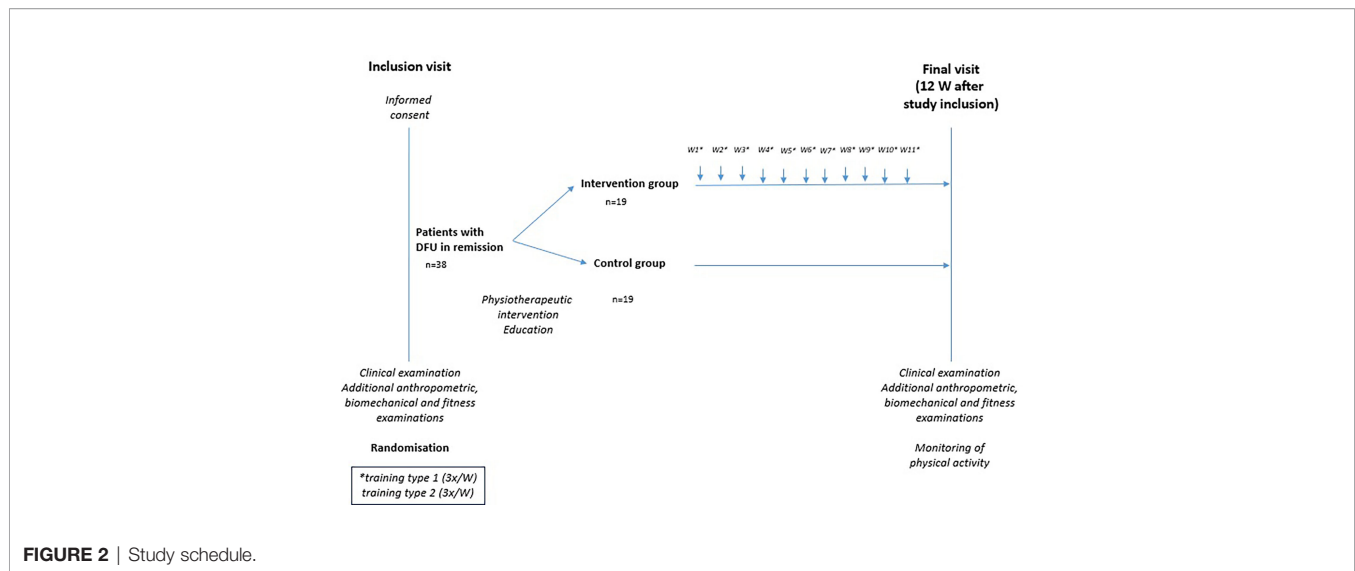 Inclusion visit
Informed
consent
Final visit
(12 W after
study inclusion)
W1* W2* W3* W4* W5* W6* W7* W8* W9* W10* W11*
Intervention group
n=19
Patients with
DFU in remission
n=38
Control group
n=19
Physiotherapeutic
intervention
Education
Clinical examination
Additional anthropometric,
biomechanical and fitness
examinations
Randomisation
*training type 1 (3x/W)
training type 2 (3x/W)
Clinical examination
Additional anthropometric,
biomechanical and fitness
examinations
Monitoring of
physical activity
FIGURE 2 | Study schedule.